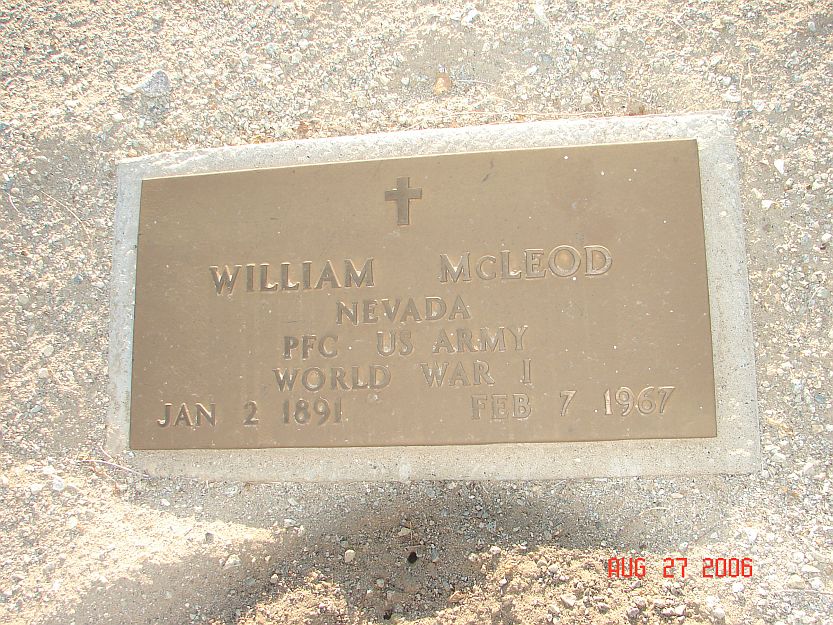 WILLIAM McLEOD
NEVADA
PFC US ARMY
WORLD WAR I
JAN 2 1891 FEB 7 1967
AUG 27 2006